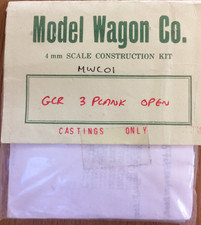 Model Wagon Co.
4 mm SCALE CONSTRUCTION KIT
MWC01
GCR 3 PLANK OPEN
CASTINGS ONLY